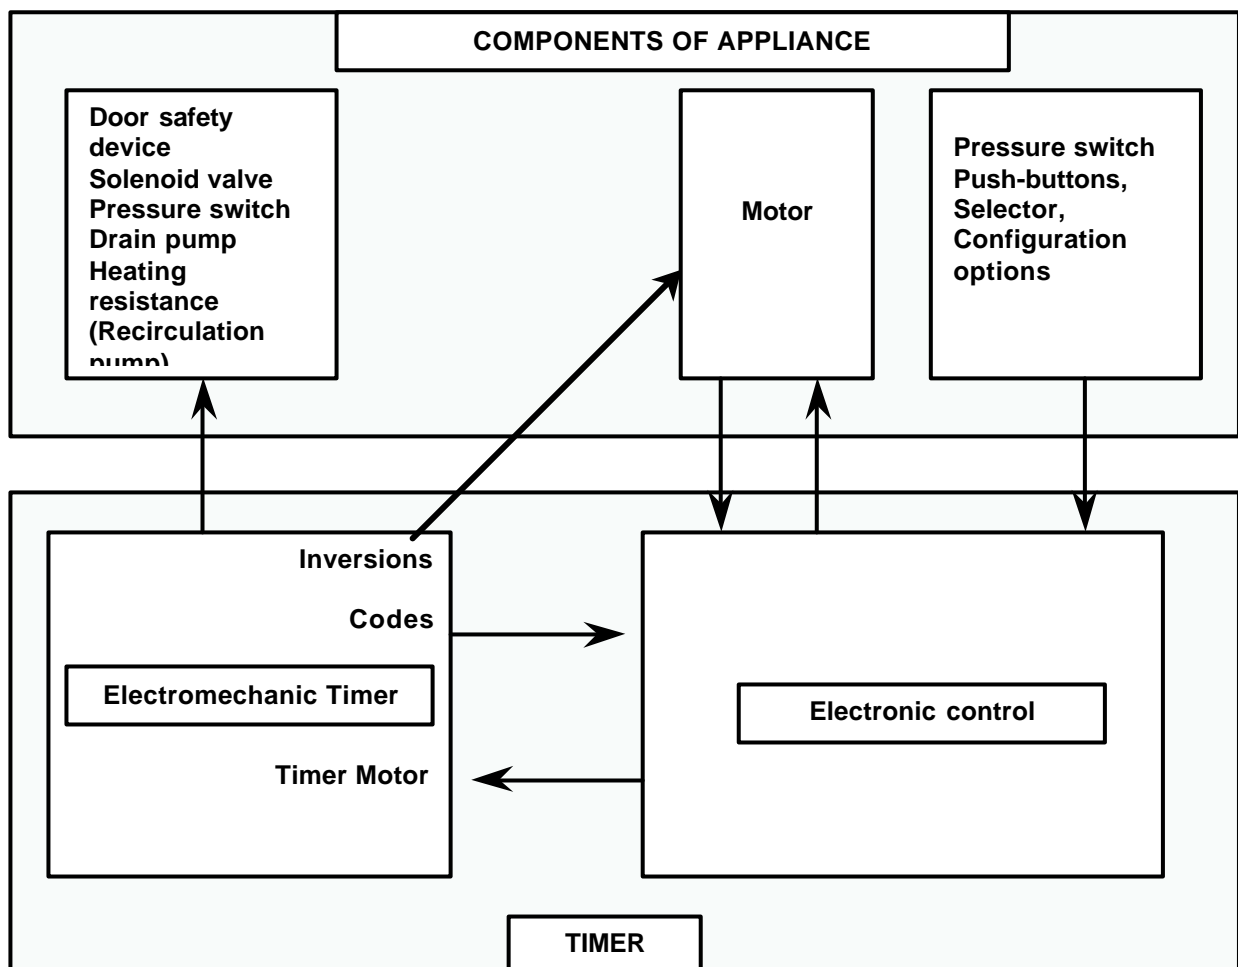 COMPONENTS OF APPLIANCE
Door safety
device
Solenoid valve
Pressure switch
Drain pump
Heating
resistance
(Recirculation
pump)
Motor
Pressure switch
Push-buttons,
Selector,
Configuration
options
Inversions
Codes
Electromechanic Timer
Timer Motor
Electronic control
TIMER